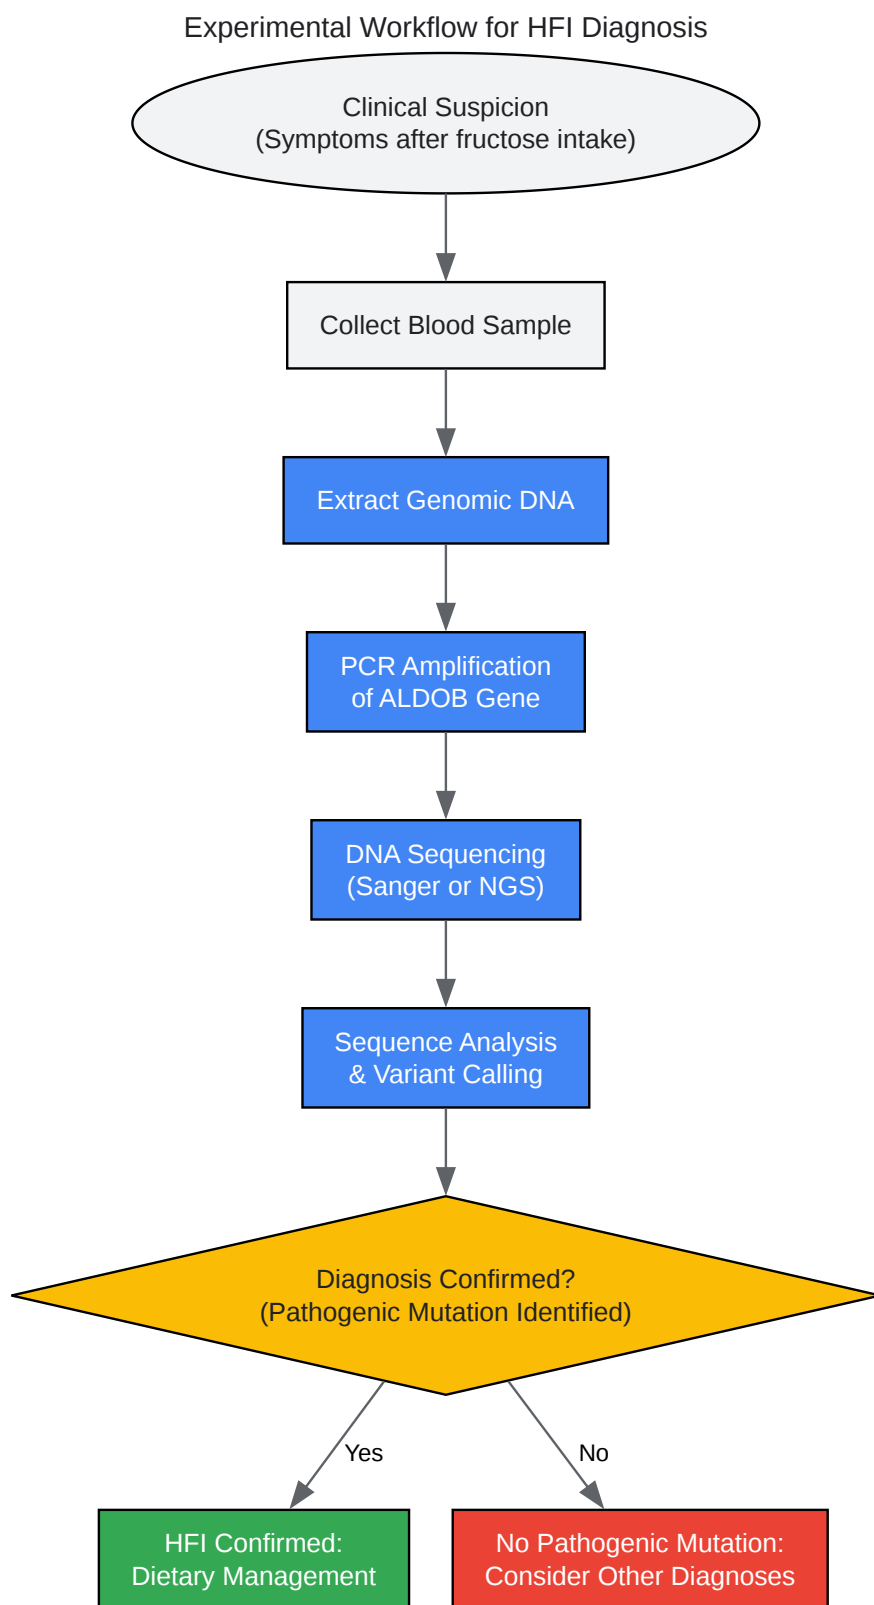 Experimental Workflow for HFI Diagnosis
Clinical Suspicion
(Symptoms after fructose intake)
Collect Blood Sample
Extract Genomic DNA
PCR Amplification
of ALDOB Gene
DNA Sequencing
(Sanger or NGS)
Sequence Analysis
& Variant Calling
Diagnosis Confirmed?
(Pathogenic Mutation Identified)
Yes
No
HFI Confirmed:
Dietary Management
No Pathogenic Mutation:
Consider Other Diagnoses